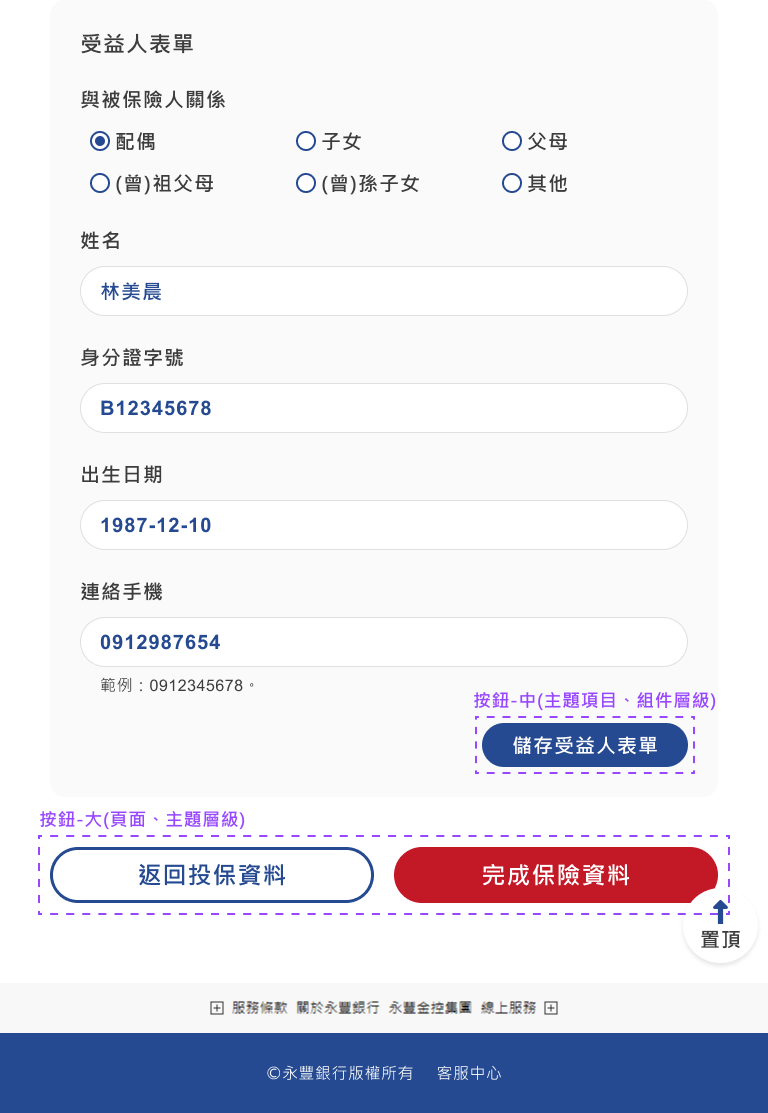 受益人表單
與被保險人關係
配偶 子女 父母
(曾)祖父母 (曾)孫子女 其他
姓名
林美晨
身分證字號
B12345678
出生日期
1987-12-10
連絡手機
0912987654
範例：0912345678。
按鈕-中(主題項目、組件層級)
儲存受益人表單
按鈕-大(頁面、主題層級)
返回投保資料 完成保險資料
置頂
服務條款 關於永豐銀行 永豐金控集團 線上服務
©永豐銀行版權所有 客服中心